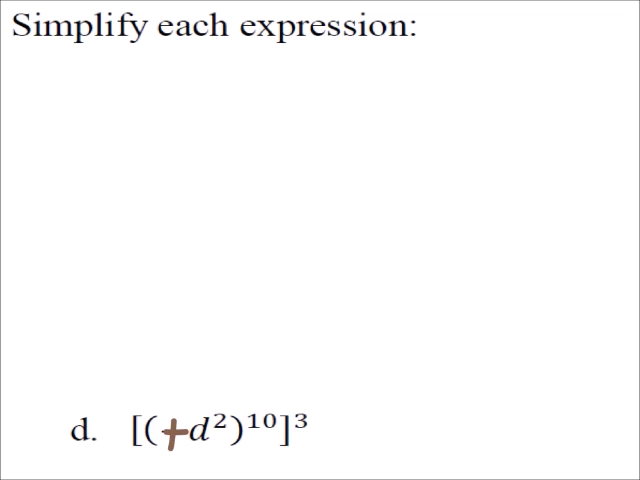 Simplify each expression:
d. [(+d²)¹⁰]³